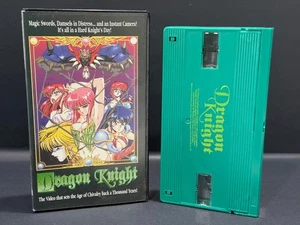 Magic Swords, Damsels in Distress... and an Instant Camera?
It's all in a Hard Knight's Day!
Dragon Knight
The Video that sets the Age of Chivalry back a Thousand Years!
Dragon
Knight